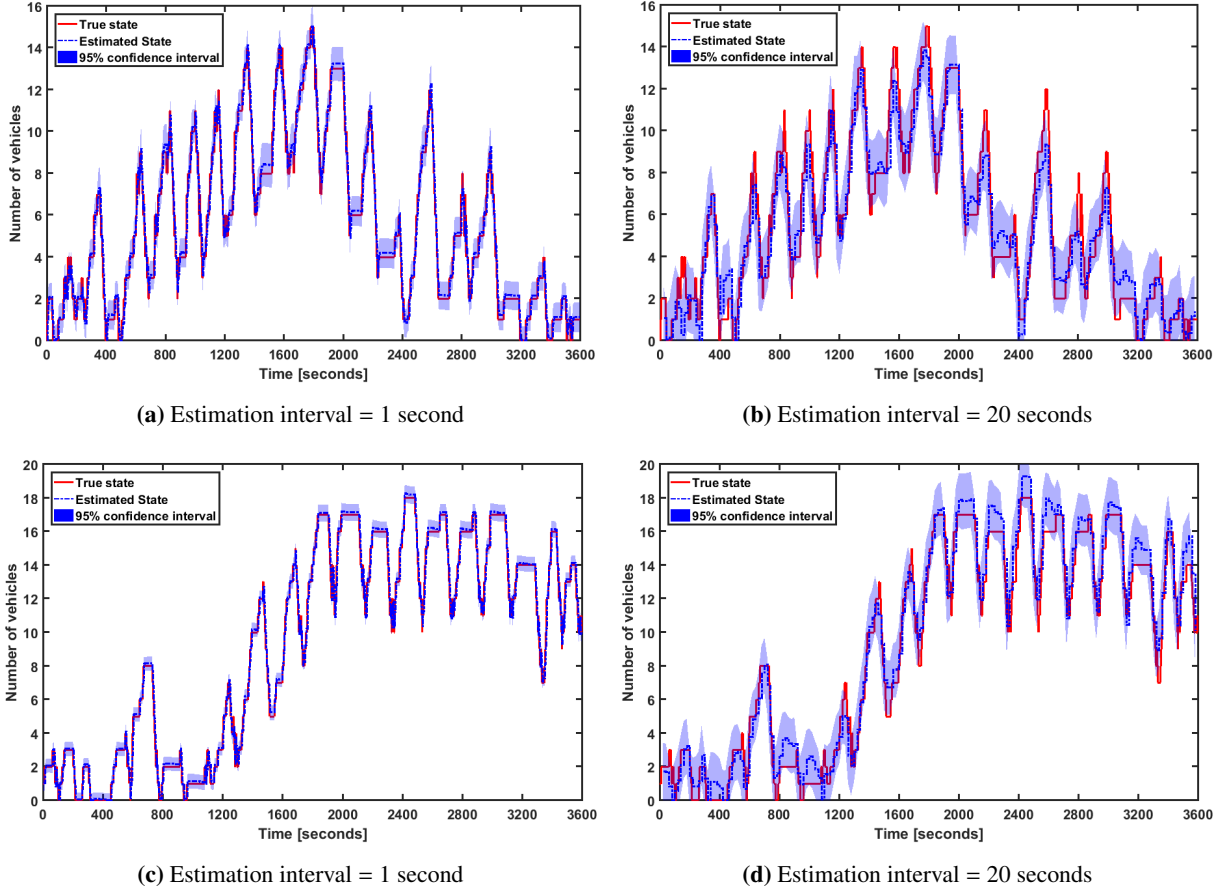 16
14
12
10
8
6
4
2
0
Number of vehicles
True state
Estimated State
95% confidence interval
0 400 800 1200 1600 2000 2400 2800 3200 3600
Time [seconds]
(a) Estimation interval = 1 second
16
14
12
10
8
6
4
2
0
Number of vehicles
True state
Estimated State
95% confidence interval
0 400 800 1200 1600 2000 2400 2800 3200 3600
Time [seconds]
(b) Estimation interval = 20 seconds
20
18
16
14
12
10
8
6
4
2
0
Number of vehicles
True state
Estimated State
95% confidence interval
0 400 800 1200 1600 2000 2400 2800 3200 3600
Time [seconds]
(c) Estimation interval = 1 second
20
18
16
14
12
10
8
6
4
2
0
Number of vehicles
True state
Estimated State
95% confidence interval
0 400 800 1200 1600 2000 2400 2800 3200 3600
Time [seconds]
(d) Estimation interval = 20 seconds